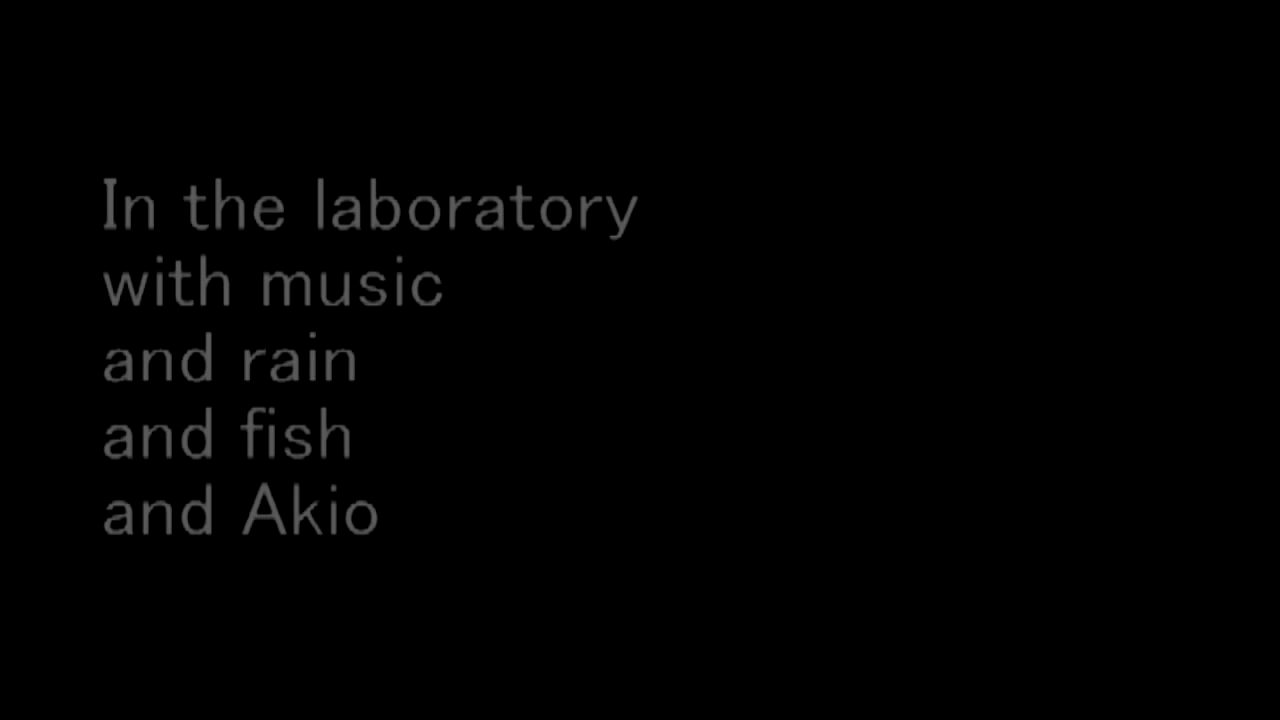 In the laboratory
with music
and rain
and fish
and Akio